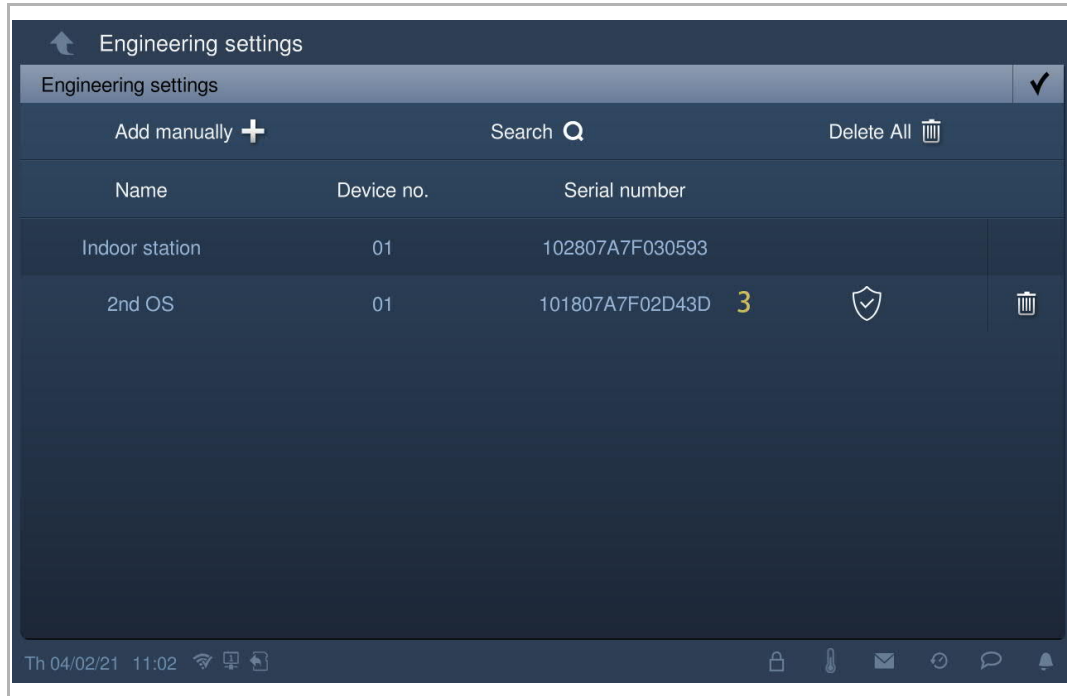 Engineering settings
Engineering settings
Add manually Search Delete All
Name Device no. Serial number
Indoor station 01 102807A7F030593
2nd OS 01 101807A7F02D43D 3
Th 04/02/21 11:02 1